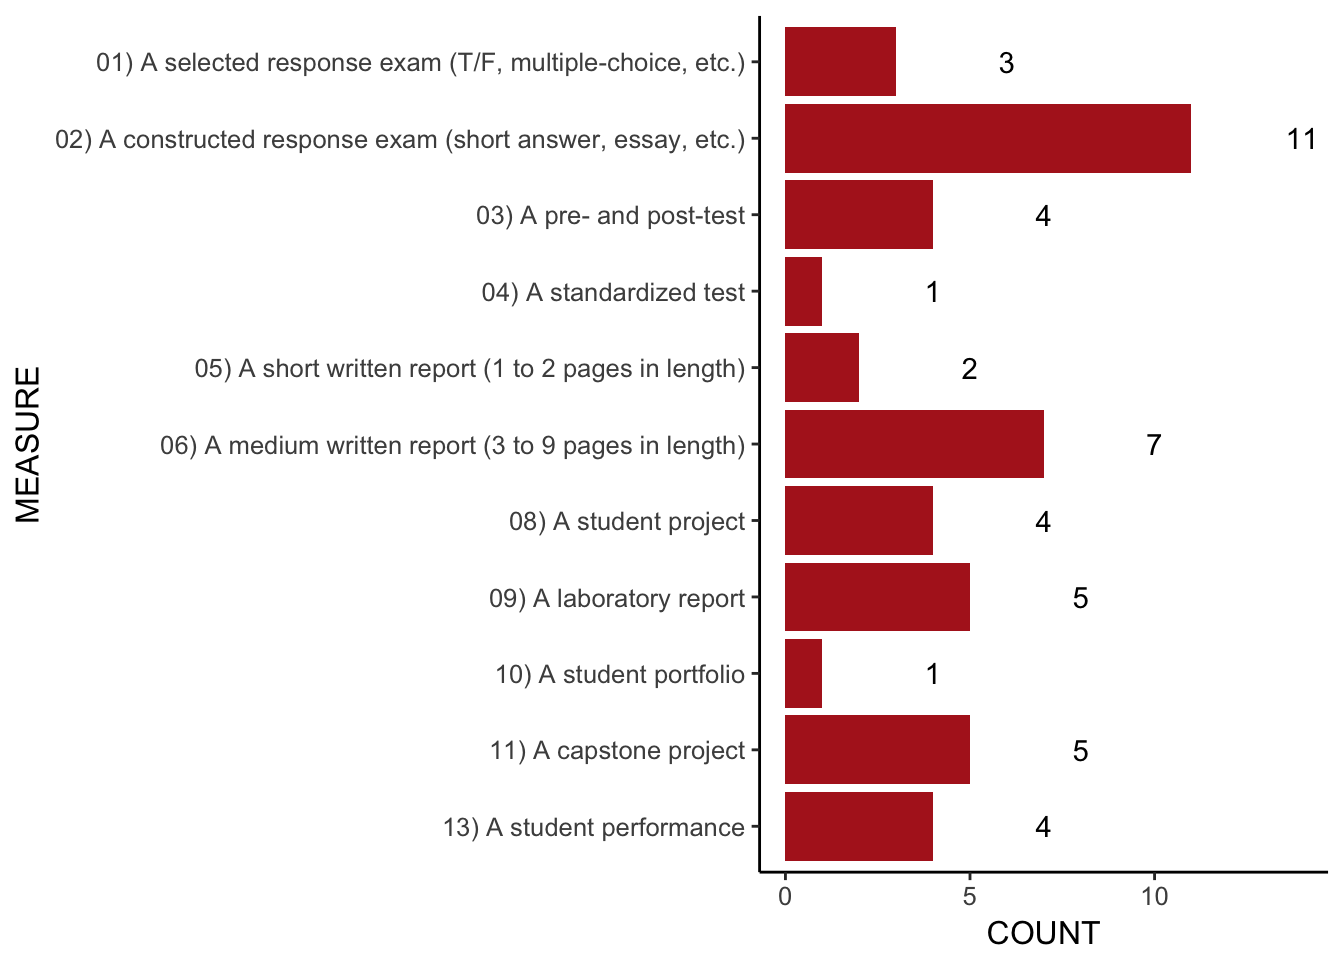 01) A selected response exam (T/F, multiple-choice, etc.) 3
02) A constructed response exam (short answer, essay, etc.) 11
03) A pre- and post-test 4
04) A standardized test 1
05) A short written report (1 to 2 pages in length) 2
06) A medium written report (3 to 9 pages in length) 7
08) A student project 4
09) A laboratory report 5
10) A student portfolio 1
11) A capstone project 5
13) A student performance 4
MEASURE
0 5 10
COUNT